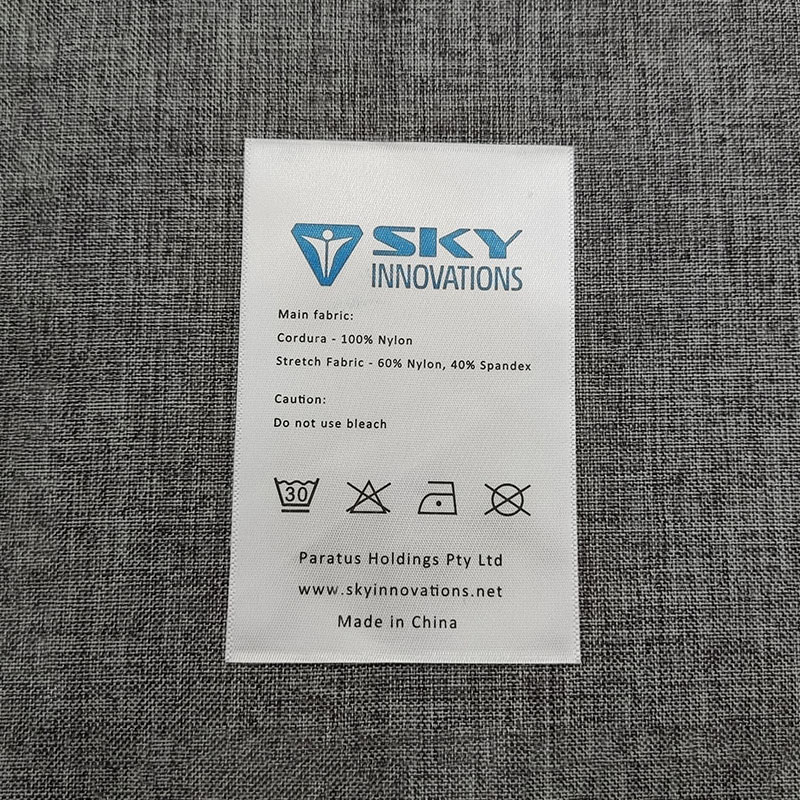 SKY
INNOVATIONS
Main fabric:
Cordura - 100% Nylon
Stretch Fabric - 60% Nylon, 40% Spandex
Caution:
Do not use bleach
30
Paratus Holdings Pty Ltd
www.skyinnovations.net
Made in China